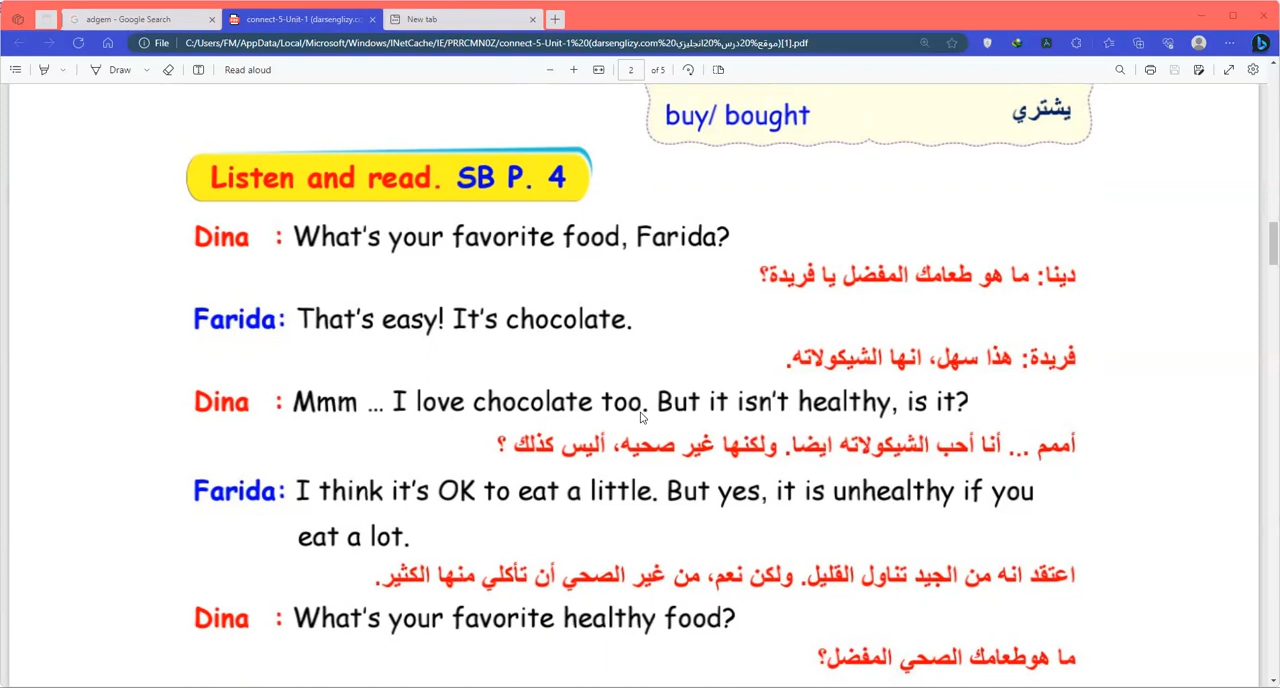 adgem - Google Search
connect-5-Unit-1 (darsenglizy.com
New tab
File
C:/Users/FM/AppData/Local/Microsoft/Windows/INetCache/IE/PRRCMN0Z/connect-5-Unit-1%20(darsenglizy.com موقع%20درس%20انجليزي)[1].pdf
Draw
Read aloud
2
of 5
buy/ bought
يشتري
Listen and read. SB P. 4
Dina : What's your favorite food, Farida?
دينا: ما هو طعامك المفضل يا فريدة؟
Farida: That's easy! It's chocolate.
فريدة: هذا سهل، انها الشيكولاته.
Dina : Mmm ... I love chocolate too. But it isn't healthy, is it?
أممم ... أنا أحب الشيكولاته ايضا. ولكنها غير صحيه، أليس كذلك ؟
Farida: I think it's OK to eat a little. But yes, it is unhealthy if you
eat a lot.
اعتقد انه من الجيد تناول القليل. ولكن نعم، من غير الصحي أن تأكلي منها الكثير.
Dina : What's your favorite healthy food?
ما هوطعامك الصحي المفضل؟